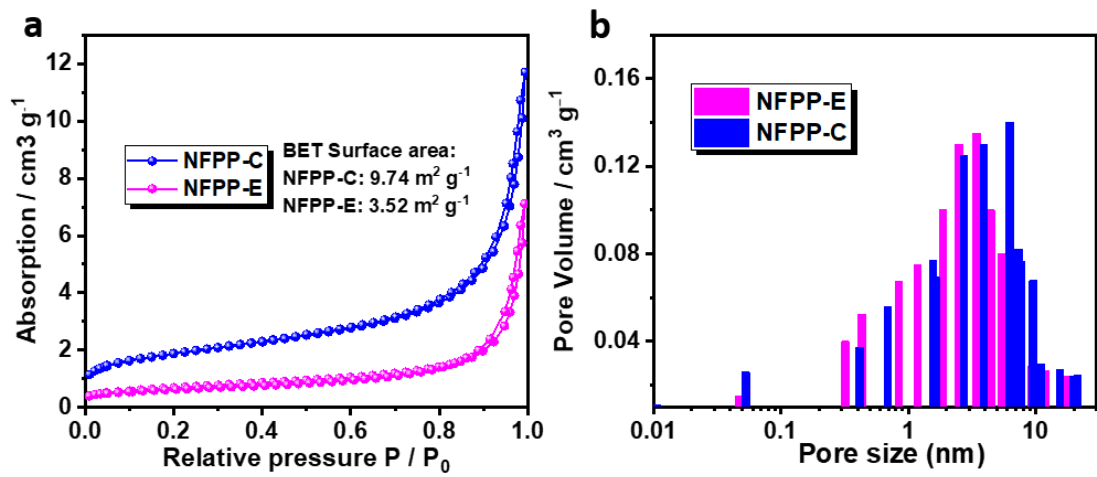 a
12
10
8
6
4
2
0
Absorption / cm3 g⁻¹
NFPP-C
NFPP-E
BET Surface area:
NFPP-C: 9.74 m² g⁻¹
NFPP-E: 3.52 m² g⁻¹
0.0 0.2 0.4 0.6 0.8 1.0
Relative pressure P / P₀
b
0.16
0.12
0.08
0.04
Pore Volume / cm³ g⁻¹
NFPP-E
NFPP-C
0.01 0.1 1 10
Pore size (nm)